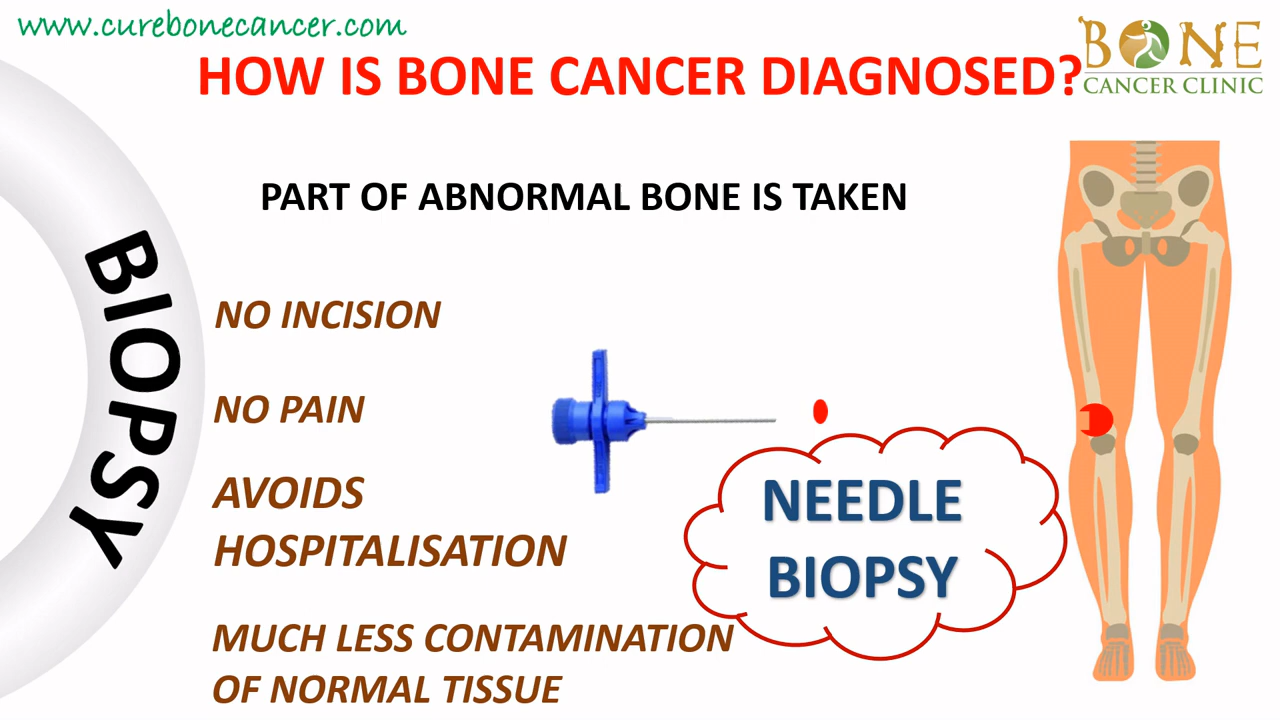 www.curebonecancer.com
BONE
CANCER CLINIC
HOW IS BONE CANCER DIAGNOSED?
PART OF ABNORMAL BONE IS TAKEN
BIOPSY
NO INCISION
NO PAIN
AVOIDS
HOSPITALISATION
MUCH LESS CONTAMINATION
OF NORMAL TISSUE
NEEDLE
BIOPSY